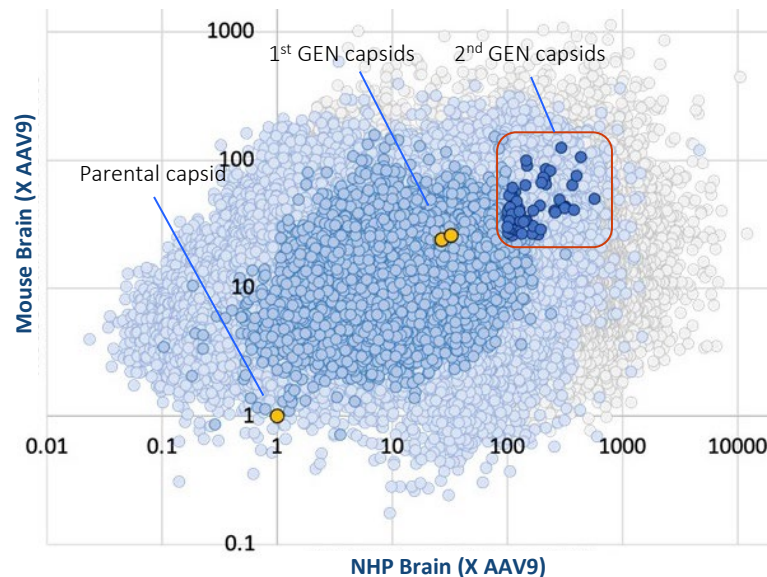 1000
1st GEN capsids
2nd GEN capsids
100
Parental capsid
Mouse Brain (X AAV9)
10
1
0.01
0.1
1
10
100
1000
10000
0.1
NHP Brain (X AAV9)